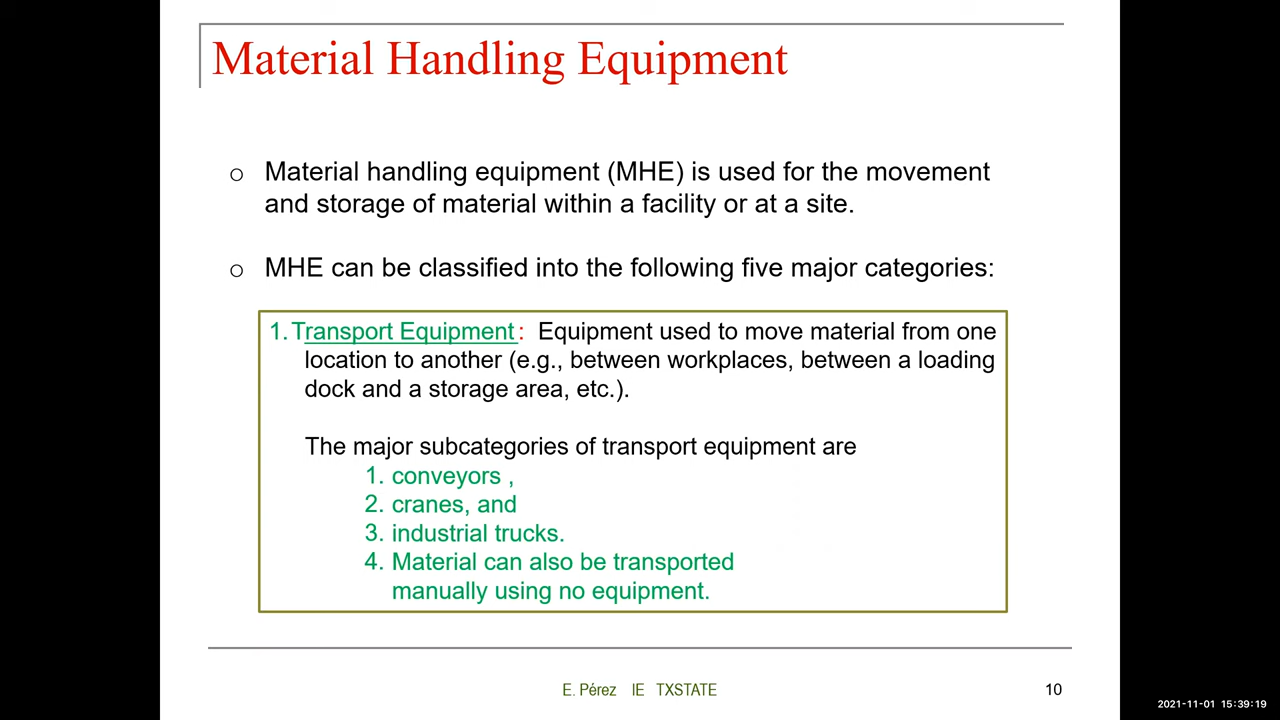 Material Handling Equipment
o Material handling equipment (MHE) is used for the movement
and storage of material within a facility or at a site.
o MHE can be classified into the following five major categories:
1. Transport Equipment: Equipment used to move material from one
location to another (e.g., between workplaces, between a loading
dock and a storage area, etc.).
The major subcategories of transport equipment are
1. conveyors ,
2. cranes, and
3. industrial trucks.
4. Material can also be transported
manually using no equipment.
E. Pérez IE TXSTATE
10
2021-11-01 15:39:19